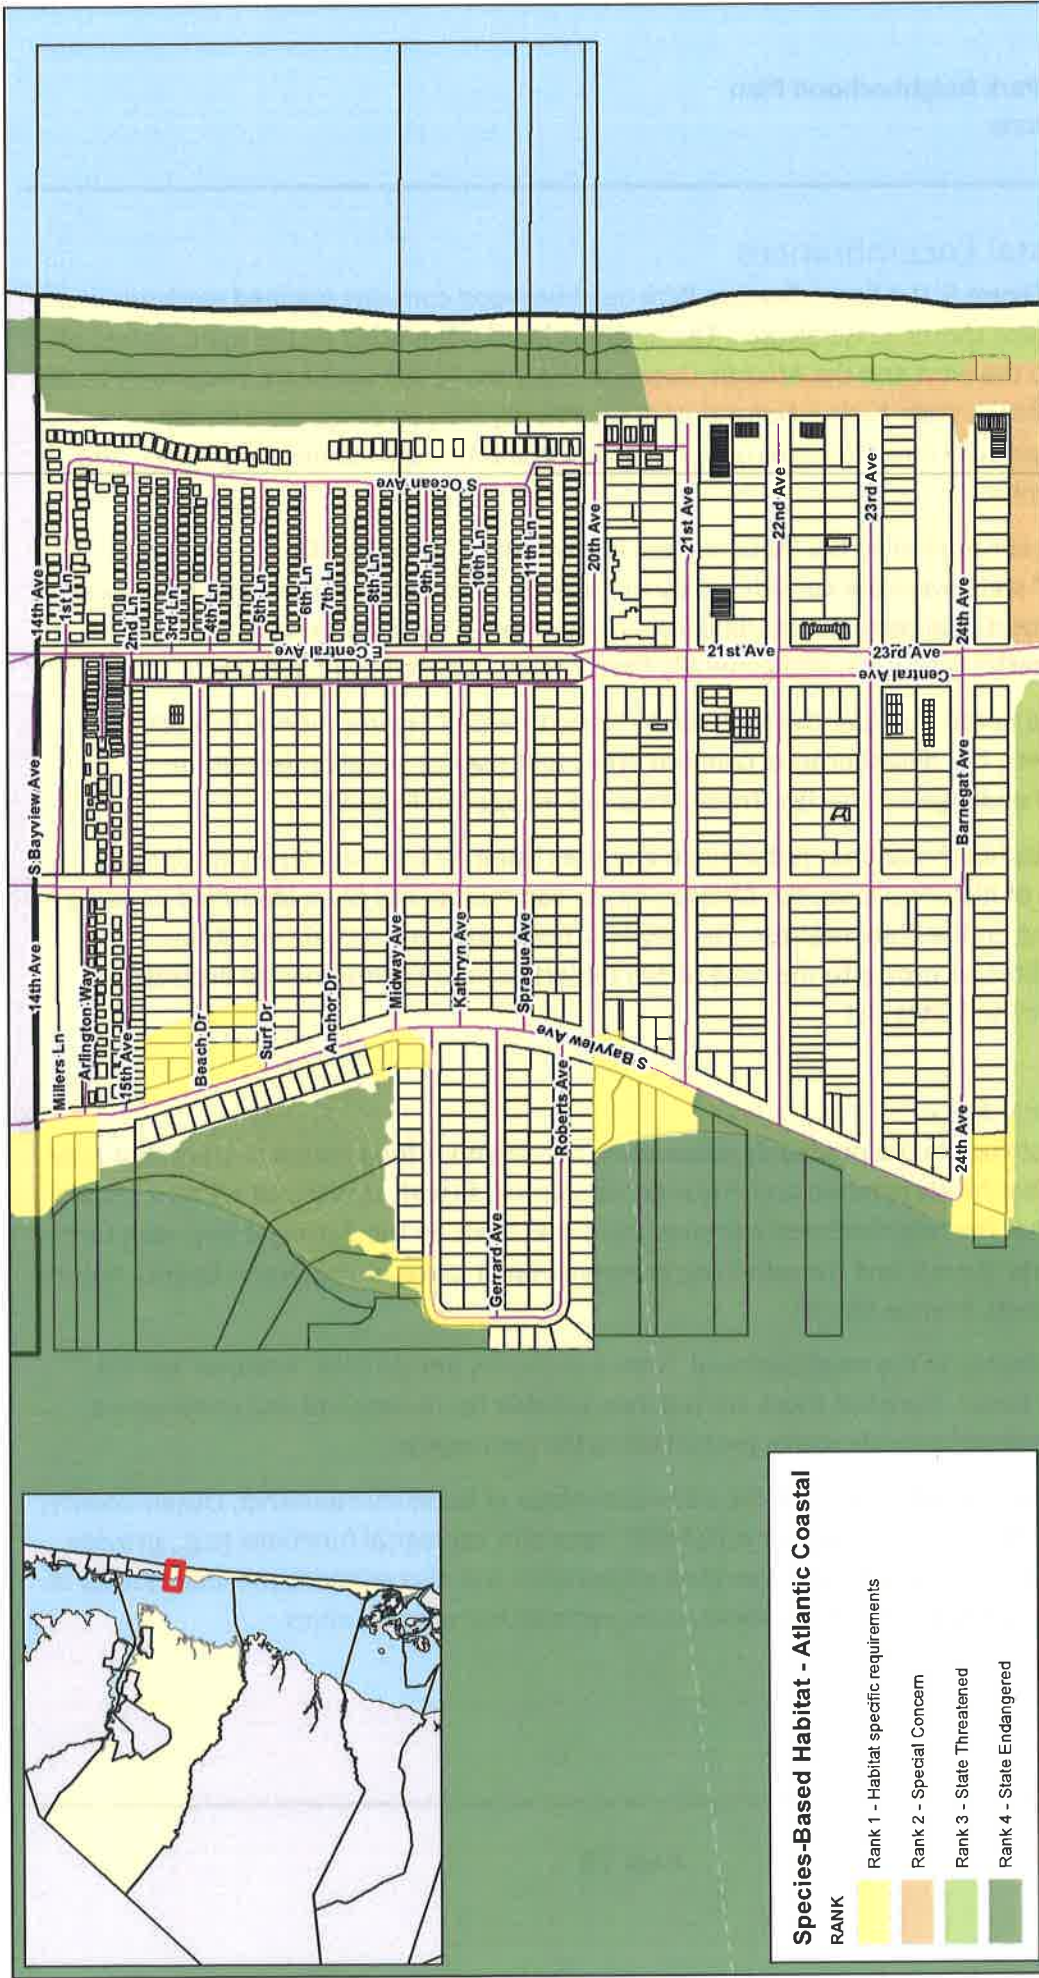 14th Ave
S Bayview Ave
14th Ave
Millers Ln
Arlington Way
15th Ave
1st Ln
2nd Ln
3rd Ln
4th Ln
5th Ln
6th Ln
7th Ln
8th Ln
9th Ln
10th Ln
11th Ln
S Ocean Ave
E Central Ave
Beach Dr
Surf Dr
Anchor Dr
Midway Ave
Kathryn Ave
Sprague Ave
S Bayview Ave
Roberts Ave
Gerrard Ave
20th Ave
21st Ave
22nd Ave
23rd Ave
24th Ave
21st Ave
23rd Ave
Central Ave
Barnegat Ave
24th Ave
Species-Based Habitat - Atlantic Coastal
RANK
Rank 1 - Habitat specific requirements
Rank 2 - Special Concern
Rank 3 - State Threatened
Rank 4 - State Endangered